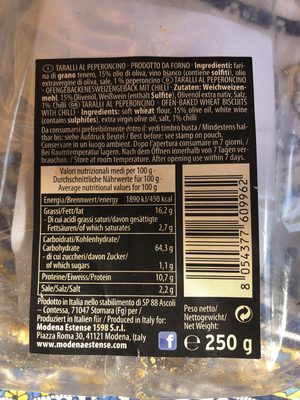 I TARALLI AL PEPERONCINO - PRODOTTO DA FORNO - Ingredienti: fari-
na di grano tenero, 15% olio di oliva, vino bianco (contiene solfiti), olio
extravergine di oliva, sale, 1 % peperoncino D TARALLI AL PEPERONCINO -
OFENGEBÄCKENESWEIZENGEBÄCK MIT CHILLI - Zutaten: Weichweizen-
mehl, 15% Olivenöl, Weißwein (enthält Sulfite), Olivenöl extra Nativ, Salz,
1% Chilli GB TARALLI AL PEPERONCINO - OFEN-BAKED WHEAT BISCUITS
WITH CHILLI - Ingredients: soft wheat flour, 15% olive oil, white wine
(contains sulphites), extra virgin olive oil, salt, 1% chilli
Da consumarsi preferibilmente entro il: vedi timbro busta / Mindestens hal-
tbar bis: siehe Aufdruck Beutel / Best before: see stamp on pouch.
Conservare in un luogo ambient. Dopo l'apertura consumare in 7 giorni. /
Bei Raumtemperatur lagern. Nach dem Öffnen innerhalb von 7 Tagen ver-
brauchen. / Store at room temperature. After opening use within 7 days.
Valori nutrizionali medi per 100 g ·
Durchschnittliche Nährwerte für 100 g ·
Average nutritional values for 100 g
Energia/Brennwert/energy 1890 kJ/450 kcal
Grassi/Fett/fat 16,2 g
- Di cui acidi grassi saturi/davon gesättigte
Fettsäuren/of which saturates 2,7 g
Carboidrati/Kohlenhydrate/
Carbohydrate 64,3 g
- di cui zuccheri/davon Zucker/
of which sugars 1,1 g
Proteine/Eiweiss/Protein 10,7 g
Sale/Salz/Salt 2,2 g
8 054377 609962
Prodotto in Italia nello stabilimento di SP 88 Ascoli
– Contessa, 71047 Stornara (Fg) per /
Produziert in Italien für / Produced in Italy for:
Modena Estense 1598 S.r.l.
Piazza Roma 30, 41121 Modena, Italy
www.modenaestense.com
f
Peso netto/
Nettogewicht/
Net Weight:
e 250 g